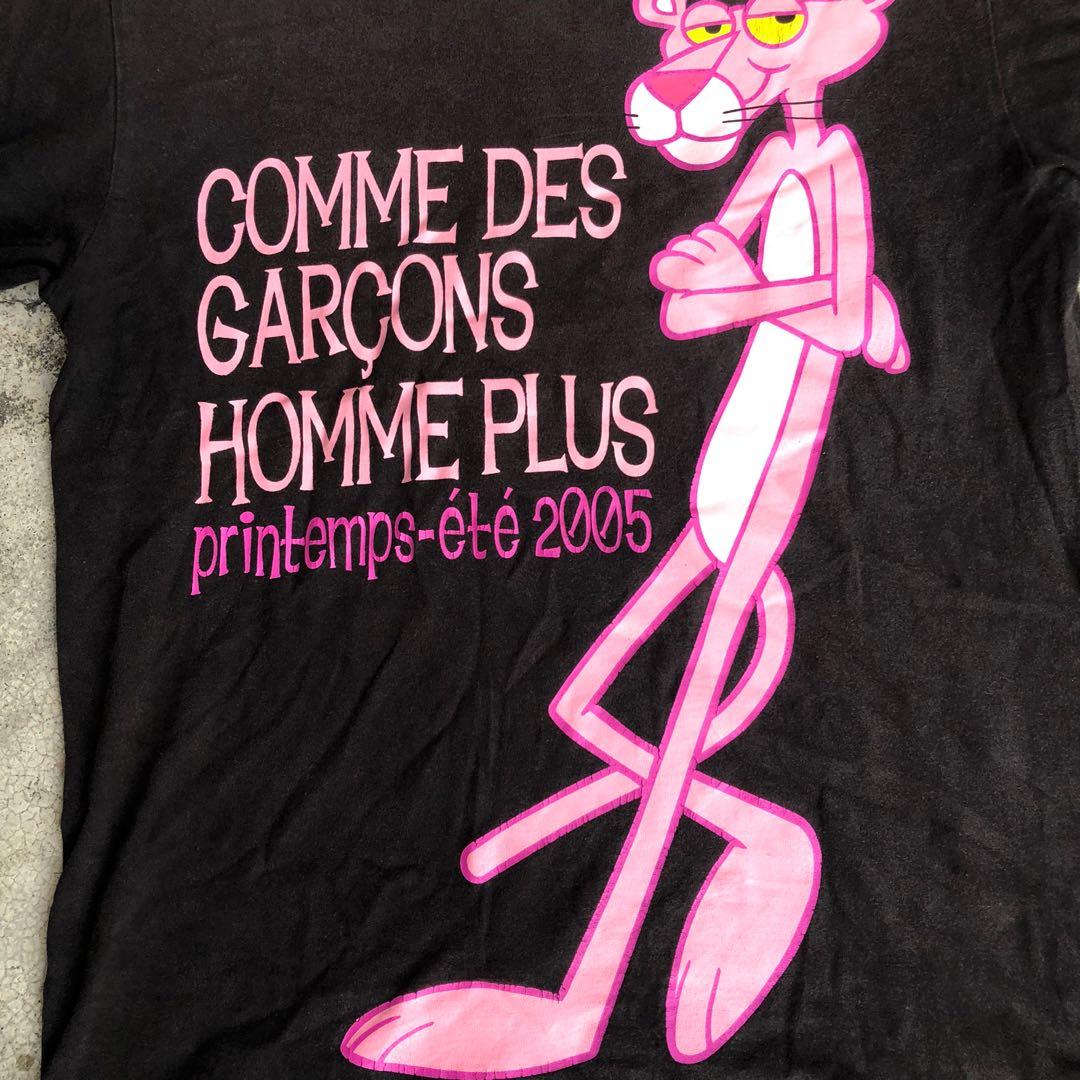 COMME DES
GARÇONS
HOMME PLUS
printemps-été 2005